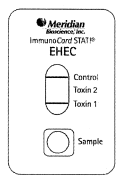 Meridian
Bioscience, Inc.
ImmunoCard STAT!®
EHEC
Control
Toxin 2
Toxin 1
Sample